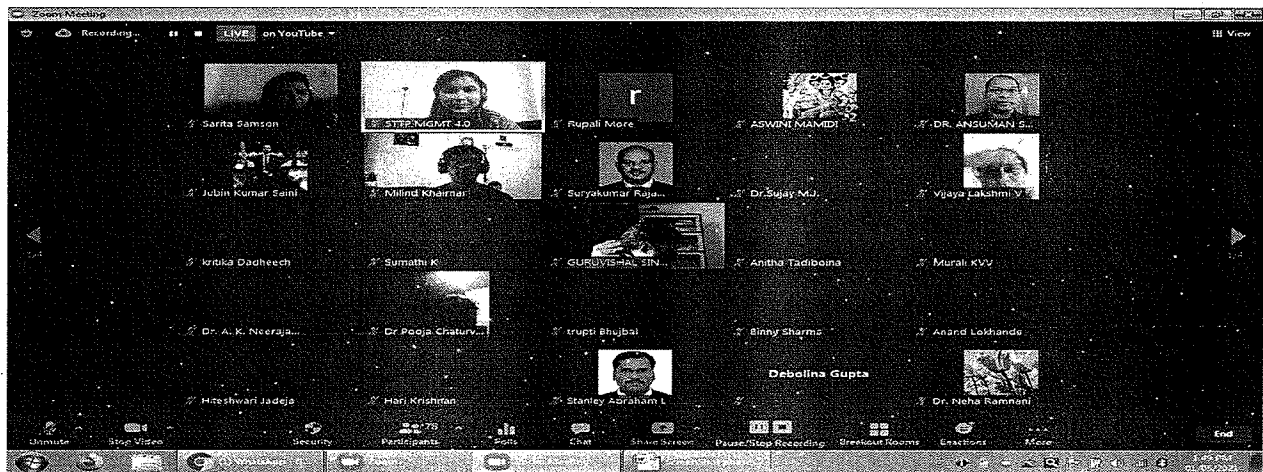 Zoom Meeting
Recording... LIVE on YouTube View
r
Sarita Samson STTP MGMT 4.0 Rupali More ASWINI MAMIDI DR. ANSUMAN S...
Jubin Kumar Saini Milind Khairnar Suryakumar Raja... Dr.Sujay M.J. Vijaya Lakshmi V
kritika Dadheech Sumathi K GURUVISHAL SIN... Anitha Tadiboina Murali KVV
Dr. A. K. Neeraja... Dr Pooja Chaturv... trupti Bhujbal Binny Sharma Anand Lokhande
Debolina Gupta
Hiteshwari Jadeja Hari Krishnan Stanley Abraham L Dr. Neha Ramnani
Unmute Stop Video Security Participants Polls Chat Share Screen Pause/Stop Recording Breakout Rooms Reactions More End